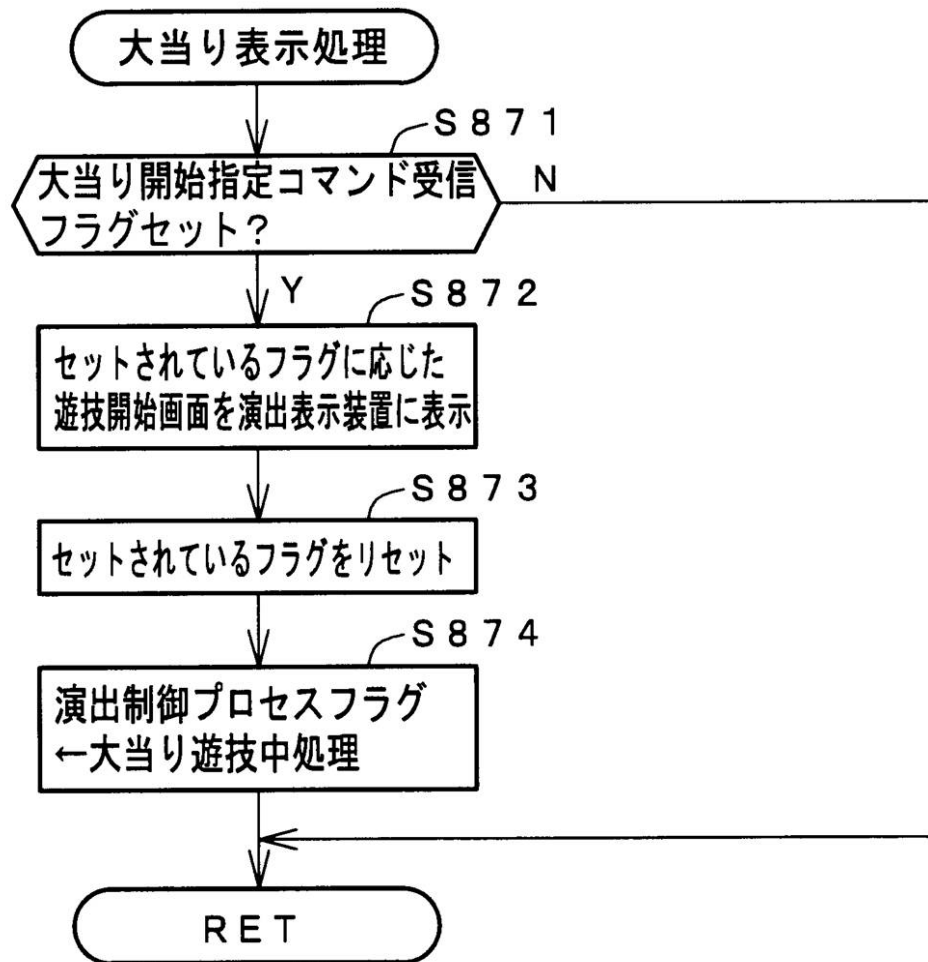 大当り表示処理
S871
大当り開始指定コマンド受信
フラグセット?
N
Y
S872
セットされているフラグに応じた
遊技開始画面を演出表示装置に表示
S873
セットされているフラグをリセット
S874
演出制御プロセスフラグ
←大当り遊技中処理
RET